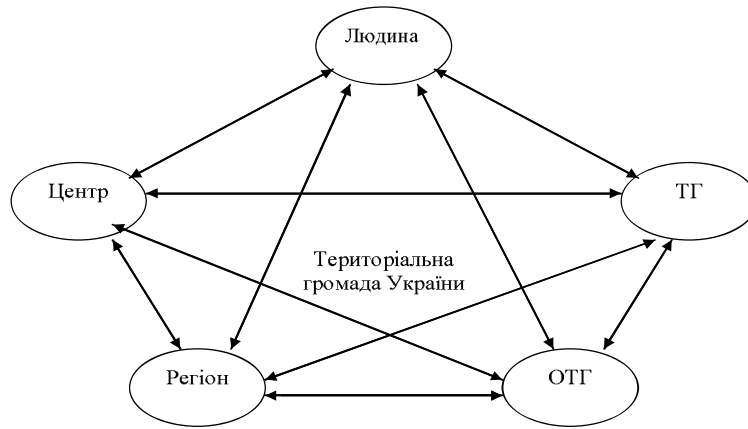 Людина
Центр
ТГ
Територіальна
громада України
Регіон
ОТГ